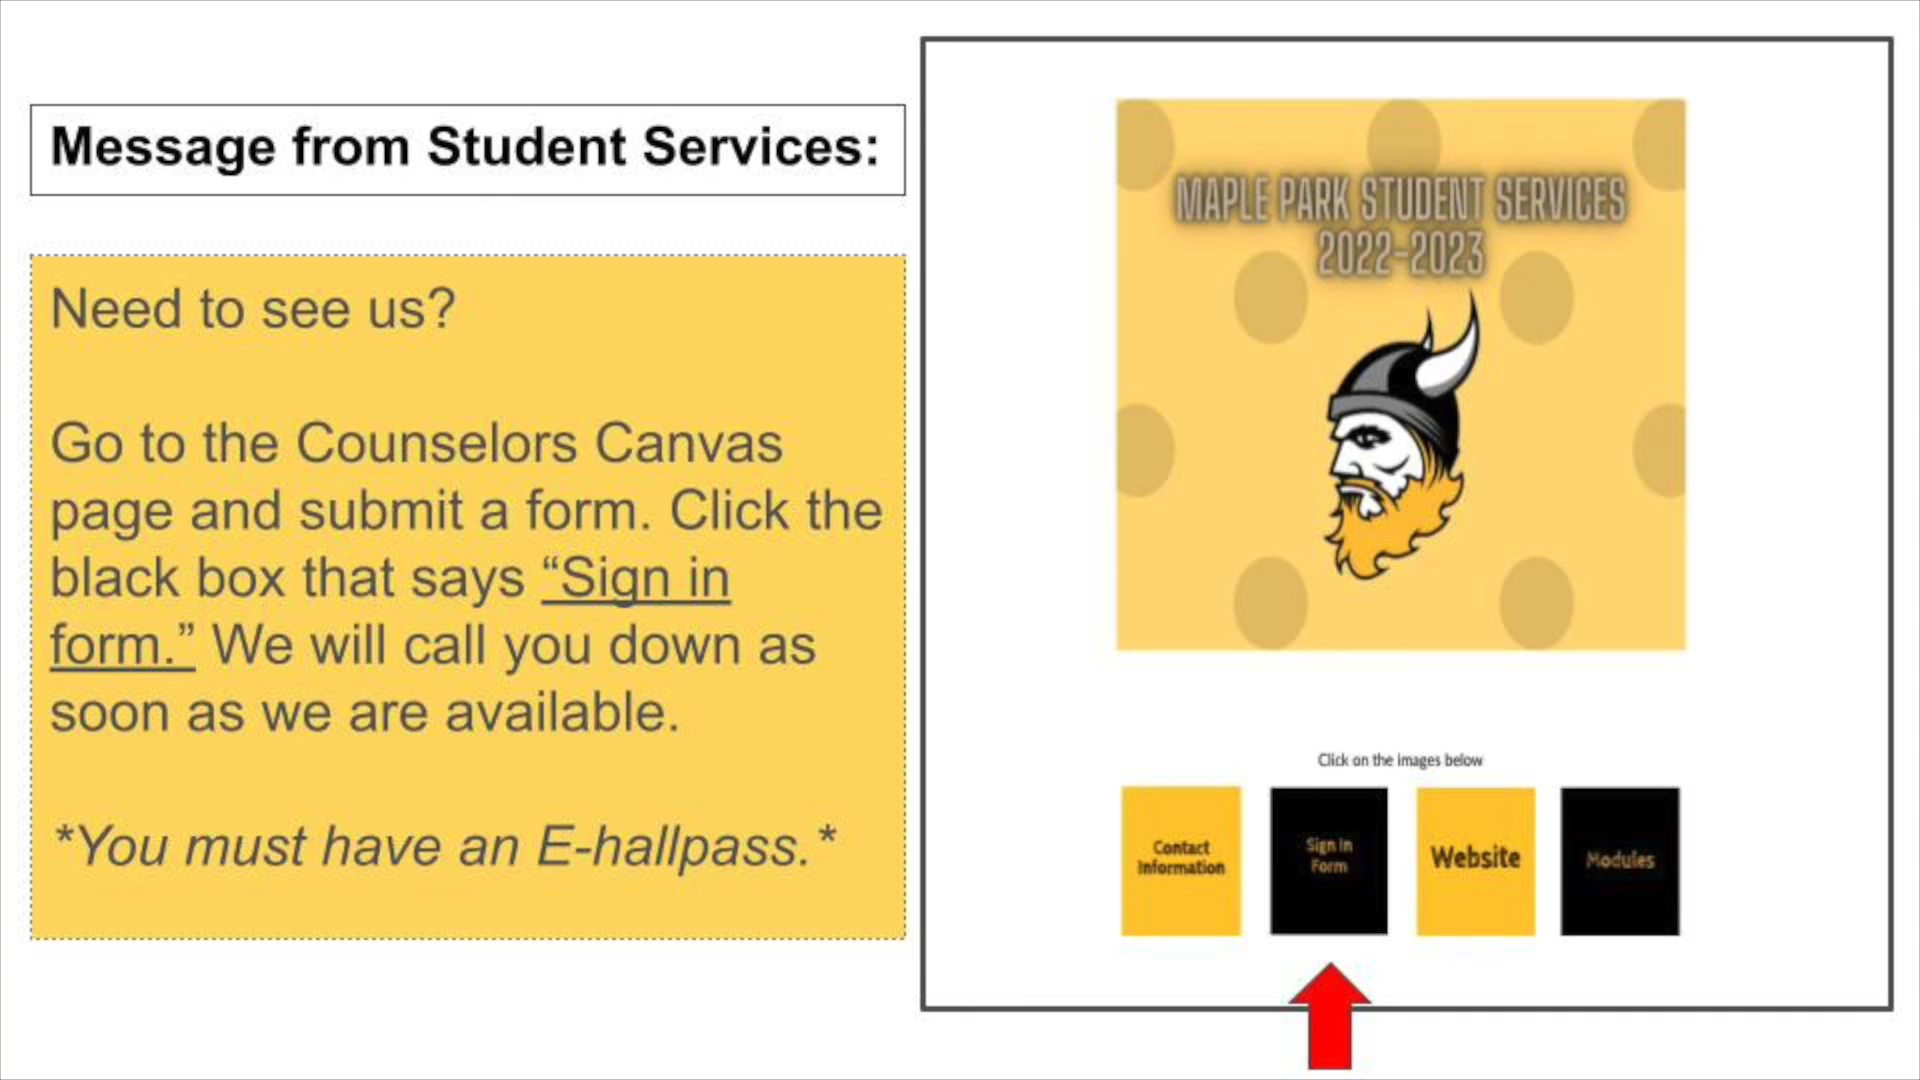 Message from Student Services:
Need to see us?
Go to the Counselors Canvas
page and submit a form. Click the
black box that says “Sign in
form.” We will call you down as
soon as we are available.
*You must have an E-hallpass.*
MAPLE PARK STUDENT SERVICES
2022-2023
Click on the images below
Contact
Information
Sign In
Form
Website
Modules